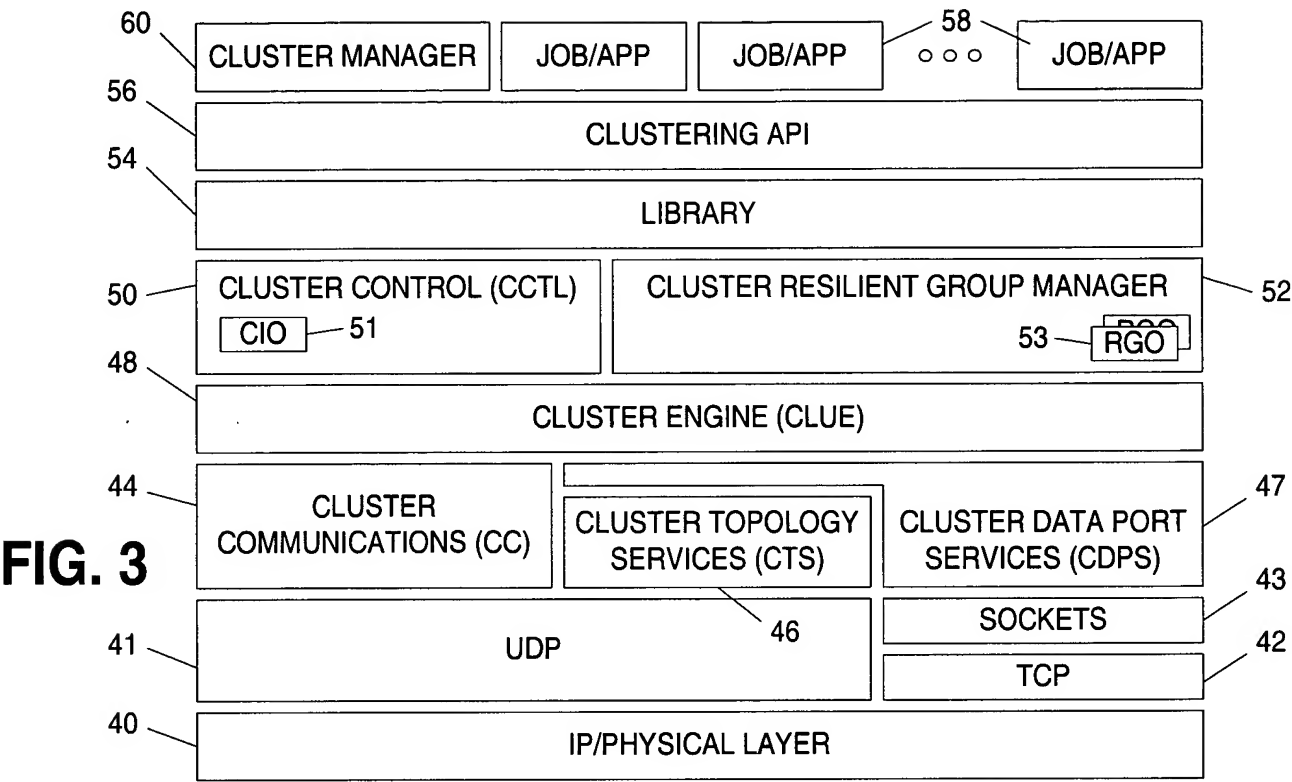 60
58
CLUSTER MANAGER
JOB/APP
JOB/APP
JOB/APP
56
CLUSTERING API
54
LIBRARY
50
CLUSTER CONTROL (CCTL)
CLUSTER RESILIENT GROUP MANAGER
52
CIO
51
53
RGO
48
CLUSTER ENGINE (CLUE)
44
CLUSTER
COMMUNICATIONS (CC)
CLUSTER TOPOLOGY
SERVICES (CTS)
CLUSTER DATA PORT
SERVICES (CDPS)
47
FIG. 3
46
43
SOCKETS
41
UDP
42
TCP
40
IP/PHYSICAL LAYER